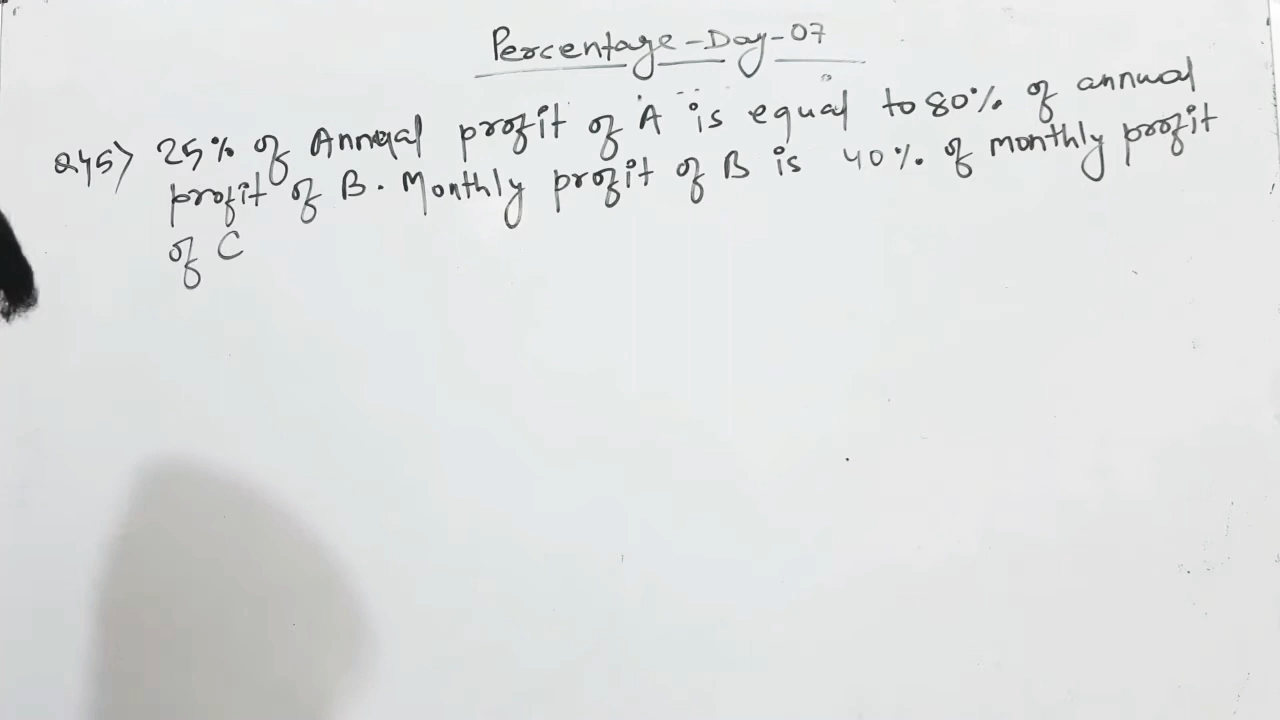 Percentage-Day-07
Q45> 25% of Annual profit of A is equal to 80% of annual
profit of B. Monthly profit of B is 40% of monthly profit
of C